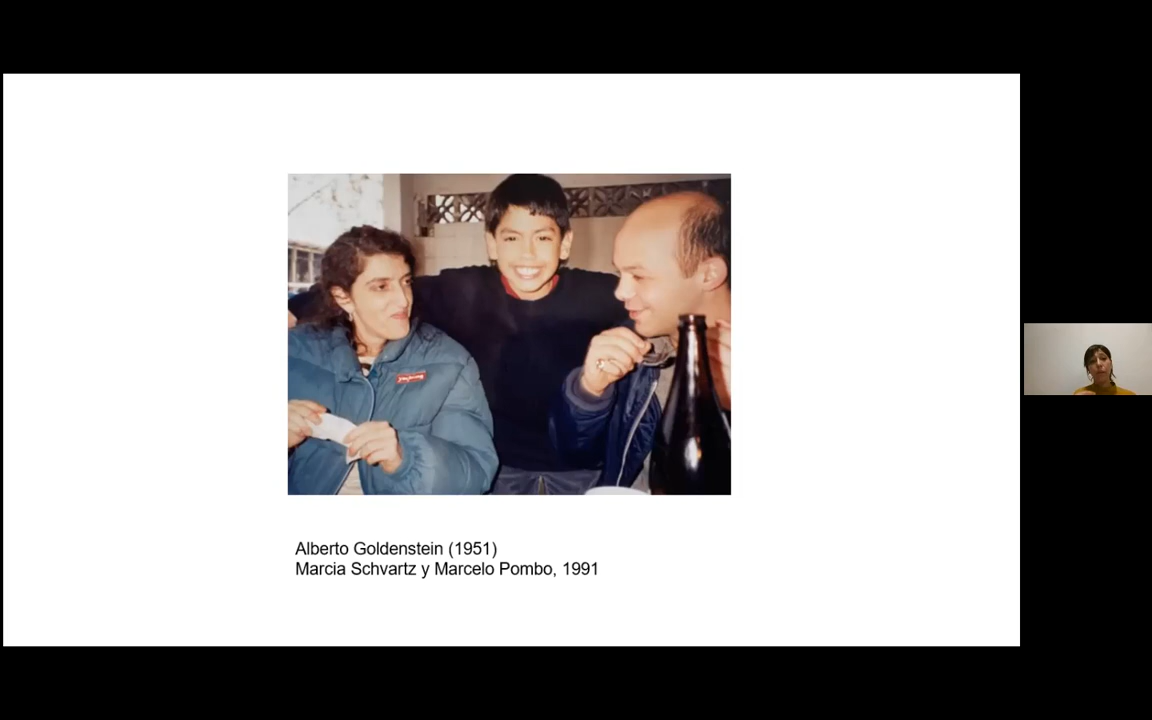 Alberto Goldenstein (1951)
Marcia Schvartz y Marcelo Pombo, 1991